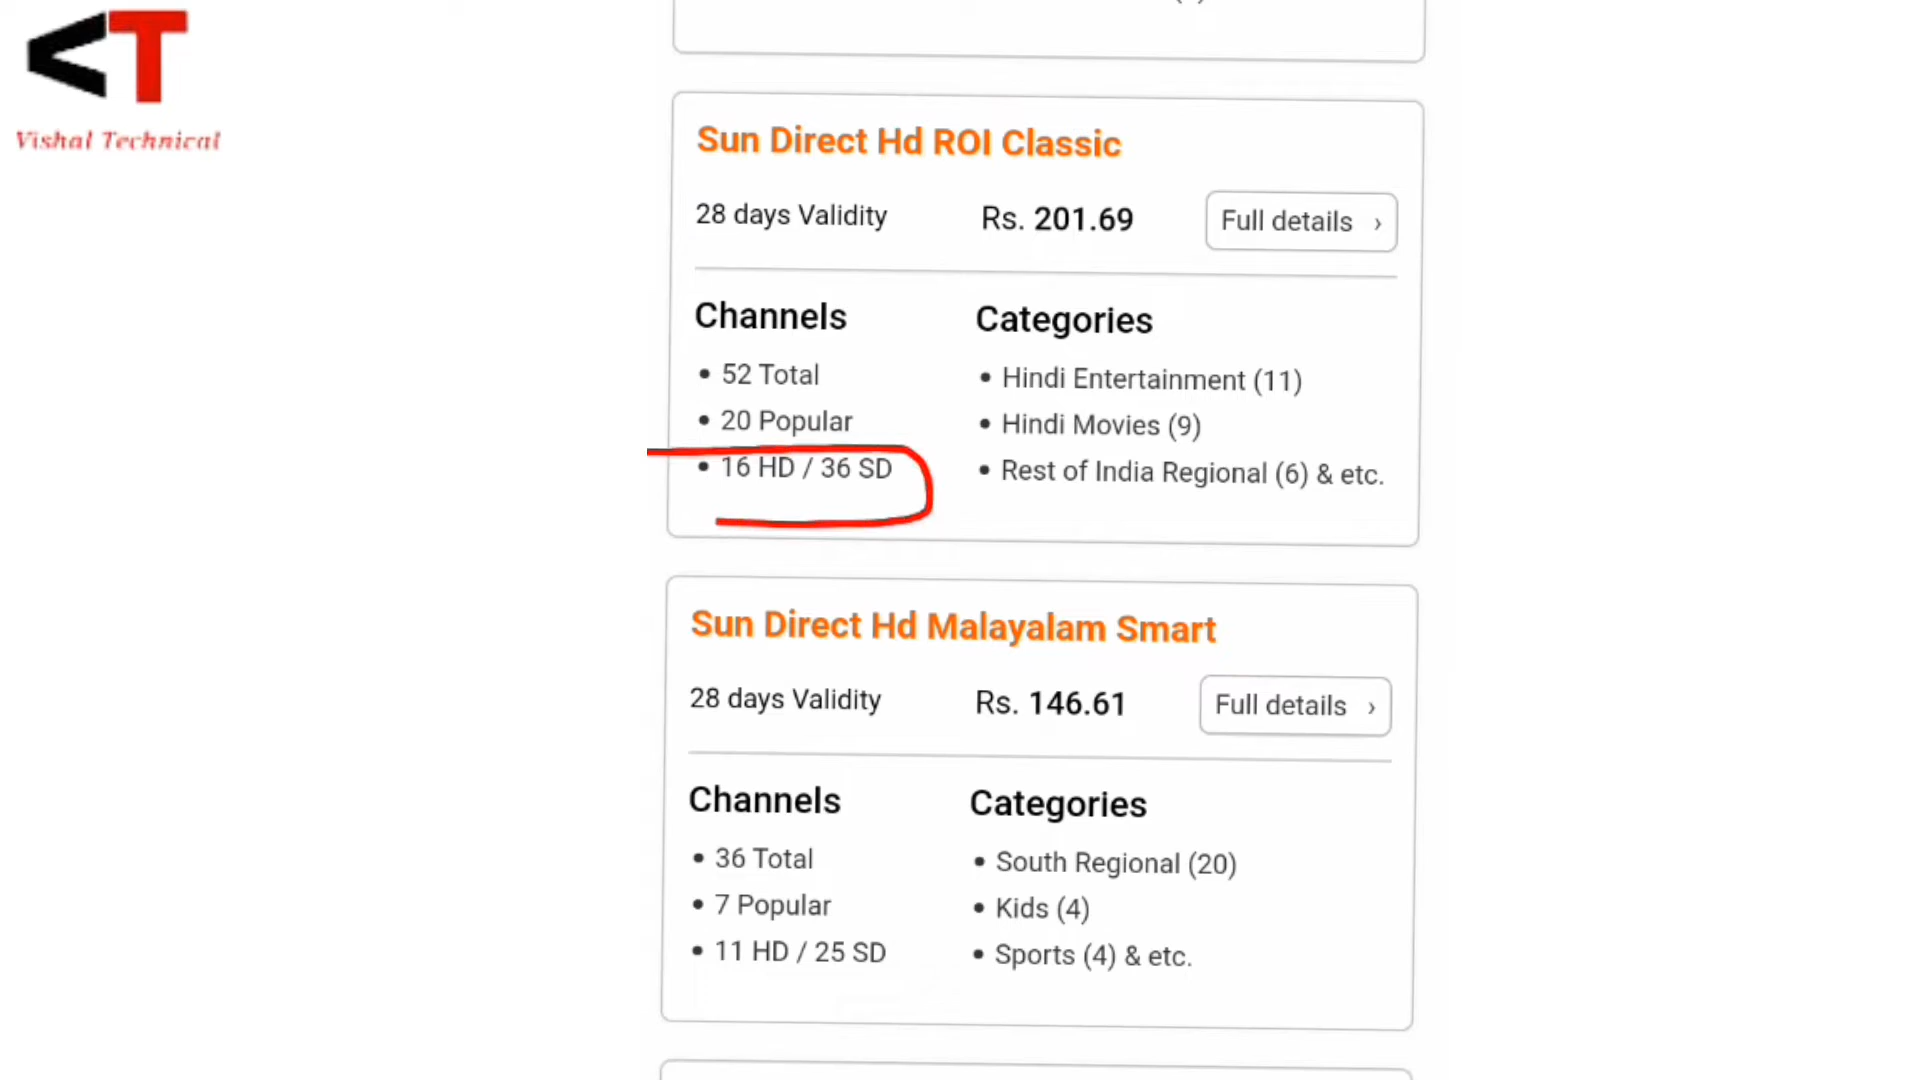 VT
Vishal Technical
Sun Direct Hd ROI Classic
28 days Validity Rs. 201.69 Full details ›
Channels Categories
• 52 Total • Hindi Entertainment (11)
• 20 Popular • Hindi Movies (9)
• 16 HD / 36 SD • Rest of India Regional (6) & etc.
Sun Direct Hd Malayalam Smart
28 days Validity Rs. 146.61 Full details ›
Channels Categories
• 36 Total • South Regional (20)
• 7 Popular • Kids (4)
• 11 HD / 25 SD • Sports (4) & etc.